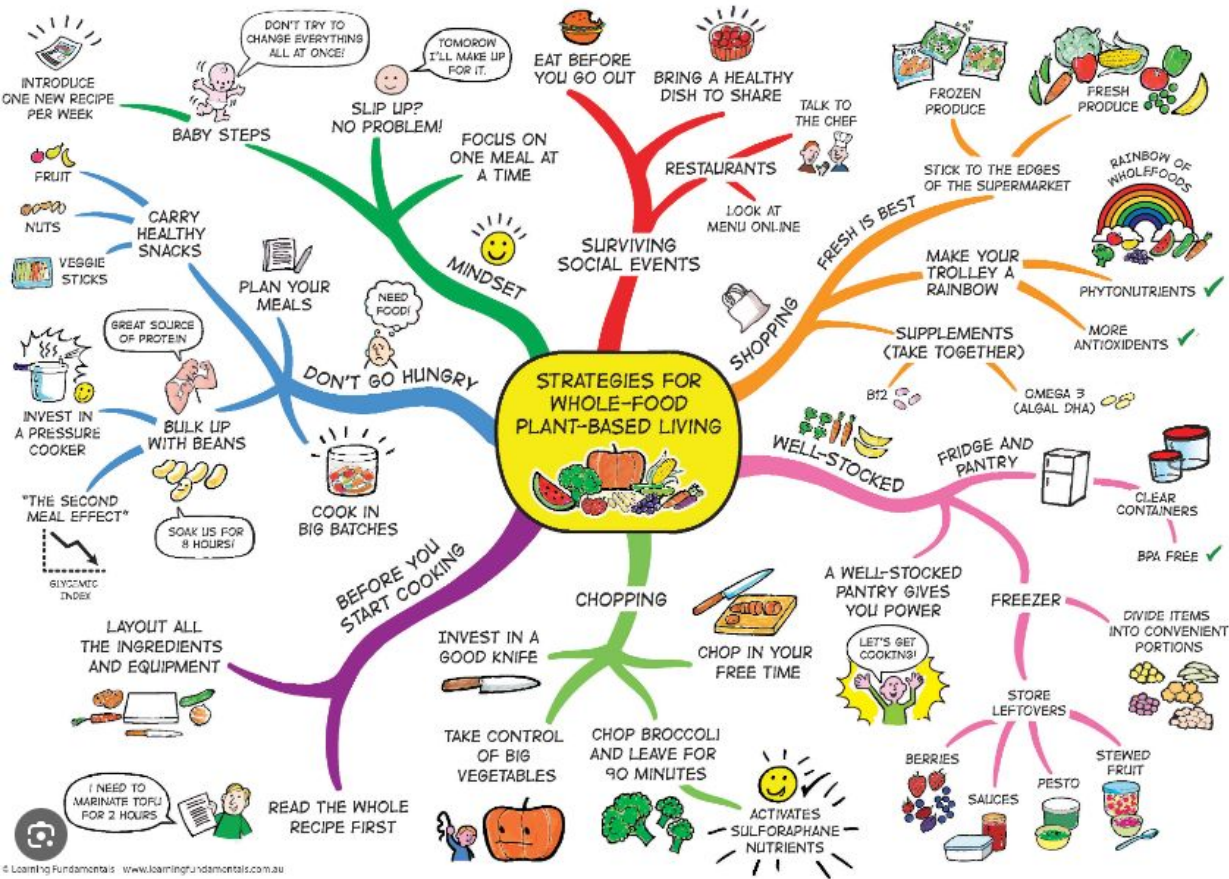 STRATEGIES FOR
WHOLE-FOOD
PLANT-BASED LIVING
MINDSET
BABY STEPS
DON'T TRY TO
CHANGE EVERYTHING
ALL AT ONCE!
INTRODUCE
ONE NEW RECIPE
PER WEEK
SLIP UP?
NO PROBLEM!
TOMOROW
I'LL MAKE UP
FOR IT.
FOCUS ON
ONE MEAL AT
A TIME
SURVIVING
SOCIAL EVENTS
EAT BEFORE
YOU GO OUT
BRING A HEALTHY
DISH TO SHARE
RESTAURANTS
TALK TO
THE CHEF
LOOK AT
MENU ONLINE
SHOPPING
FRESH IS BEST
STICK TO THE EDGES
OF THE SUPERMARKET
FROZEN
PRODUCE
FRESH
PRODUCE
MAKE YOUR
TROLLEY A
RAINBOW
RAINBOW OF
WHOLEFOODS
PHYTONUTRIENTS
MORE
ANTIOXIDENTS
SUPPLEMENTS
(TAKE TOGETHER)
B12
OMEGA 3
(ALGAL DHA)
WELL-STOCKED
FRIDGE AND
PANTRY
CLEAR
CONTAINERS
BPA FREE
A WELL-STOCKED
PANTRY GIVES
YOU POWER
LET'S GET
COOKING!
FREEZER
DIVIDE ITEMS
INTO CONVENIENT
PORTIONS
STORE
LEFTOVERS
BERRIES
SAUCES
PESTO
STEWED
FRUIT
CHOPPING
INVEST IN A
GOOD KNIFE
CHOP IN YOUR
FREE TIME
TAKE CONTROL
OF BIG
VEGETABLES
CHOP BROCCOLI
AND LEAVE FOR
90 MINUTES
ACTIVATES
SULFORAPHANE
NUTRIENTS
BEFORE YOU
START COOKING
LAYOUT ALL
THE INGREDIENTS
AND EQUIPMENT
READ THE WHOLE
RECIPE FIRST
I NEED TO
MARINATE TOFU
FOR 2 HOURS
DON'T GO HUNGRY
NEED
FOOD!
PLAN YOUR
MEALS
CARRY
HEALTHY
SNACKS
FRUIT
NUTS
VEGGIE
STICKS
BULK UP
WITH BEANS
GREAT SOURCE
OF PROTEIN
INVEST IN
A PRESSURE
COOKER
"THE SECOND
MEAL EFFECT"
GLYCEMIC
INDEX
SOAK US FOR
8 HOURS!
COOK IN
BIG BATCHES
© Learning Fundamentals www.learningfundamentals.com.au